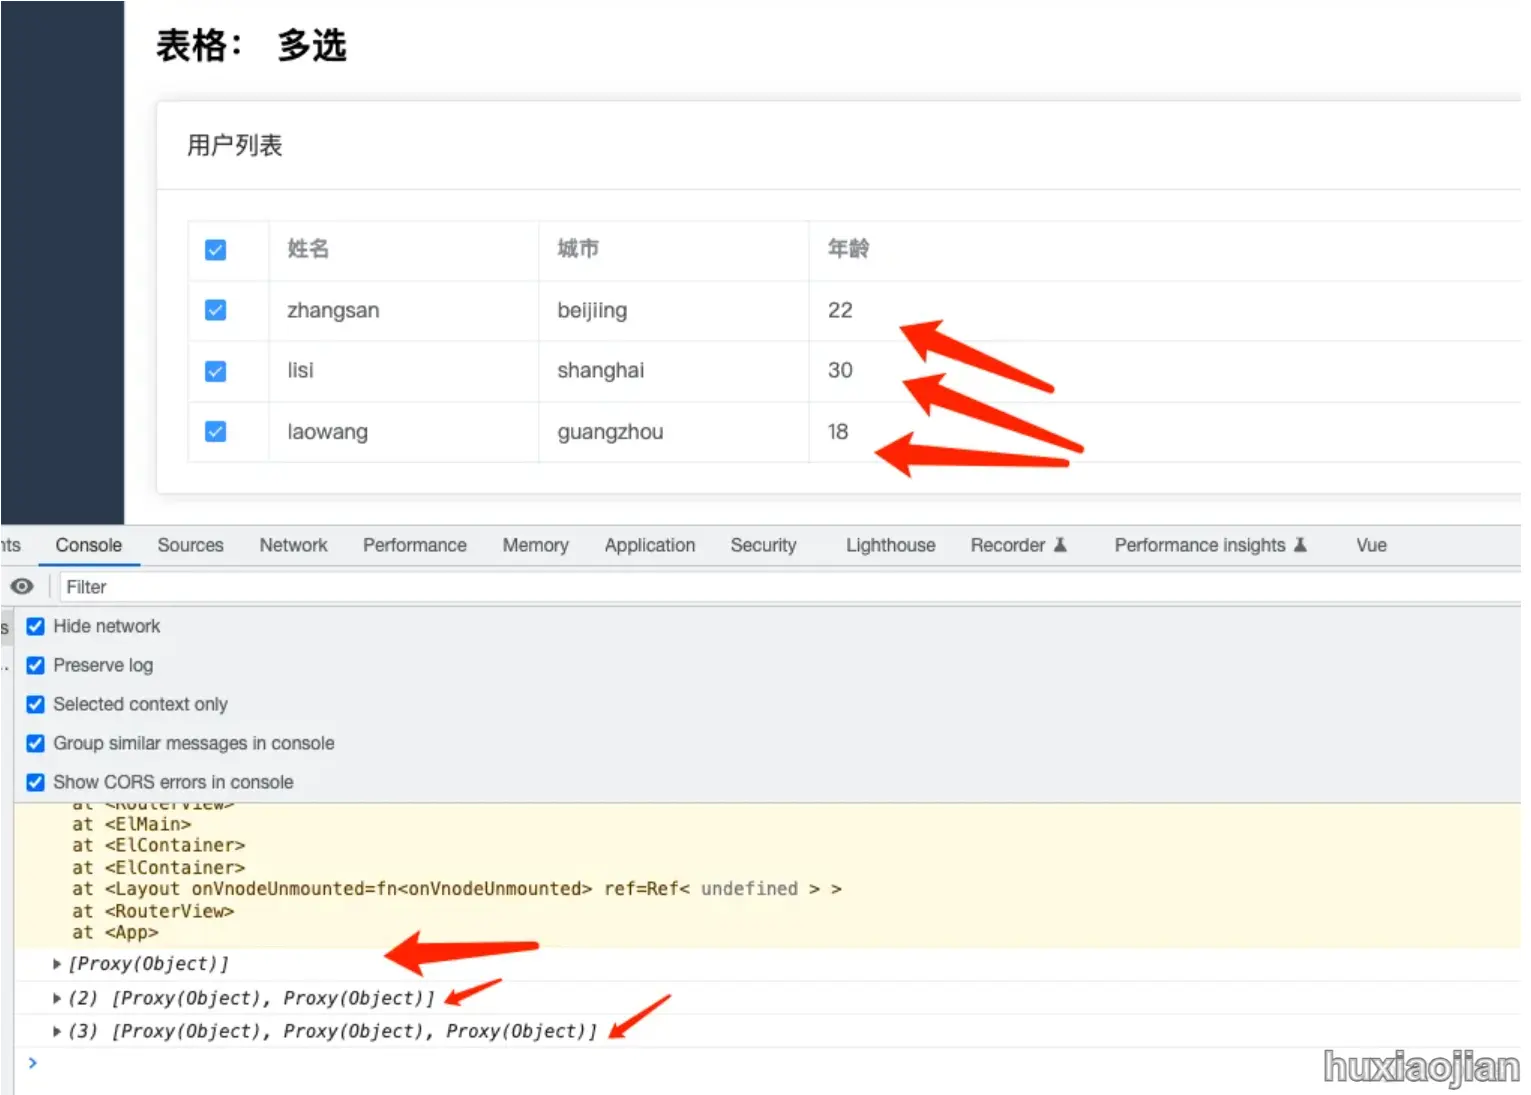 表格： 多选
用户列表
姓名 城市 年龄
zhangsan beijiing 22
lisi shanghai 30
laowang guangzhou 18
nts Console Sources Network Performance Memory Application Security Lighthouse Recorder Performance insights Vue
Filter
s Hide network
Preserve log
Selected context only
Group similar messages in console
Show CORS errors in console
at <RouterView>
at <ElMain>
at <ElContainer>
at <ElContainer>
at <Layout onVnodeUnmounted=fn<onVnodeUnmounted> ref=Ref< undefined > >
at <RouterView>
at <App>
[Proxy(Object)]
(2) [Proxy(Object), Proxy(Object)]
(3) [Proxy(Object), Proxy(Object), Proxy(Object)]
huxiaojian